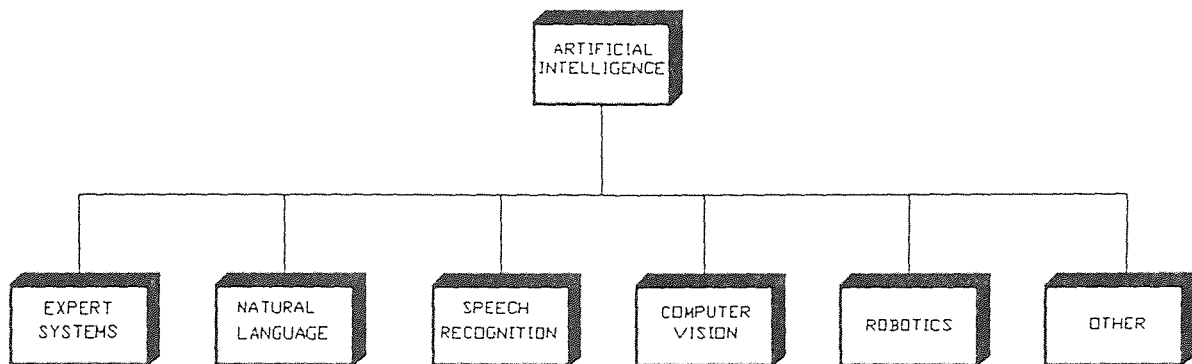 ARTIFICIAL
INTELLIGENCE
EXPERT
SYSTEMS
NATURAL
LANGUAGE
SPEECH
RECOGNITION
COMPUTER
VISION
ROBOTICS
OTHER